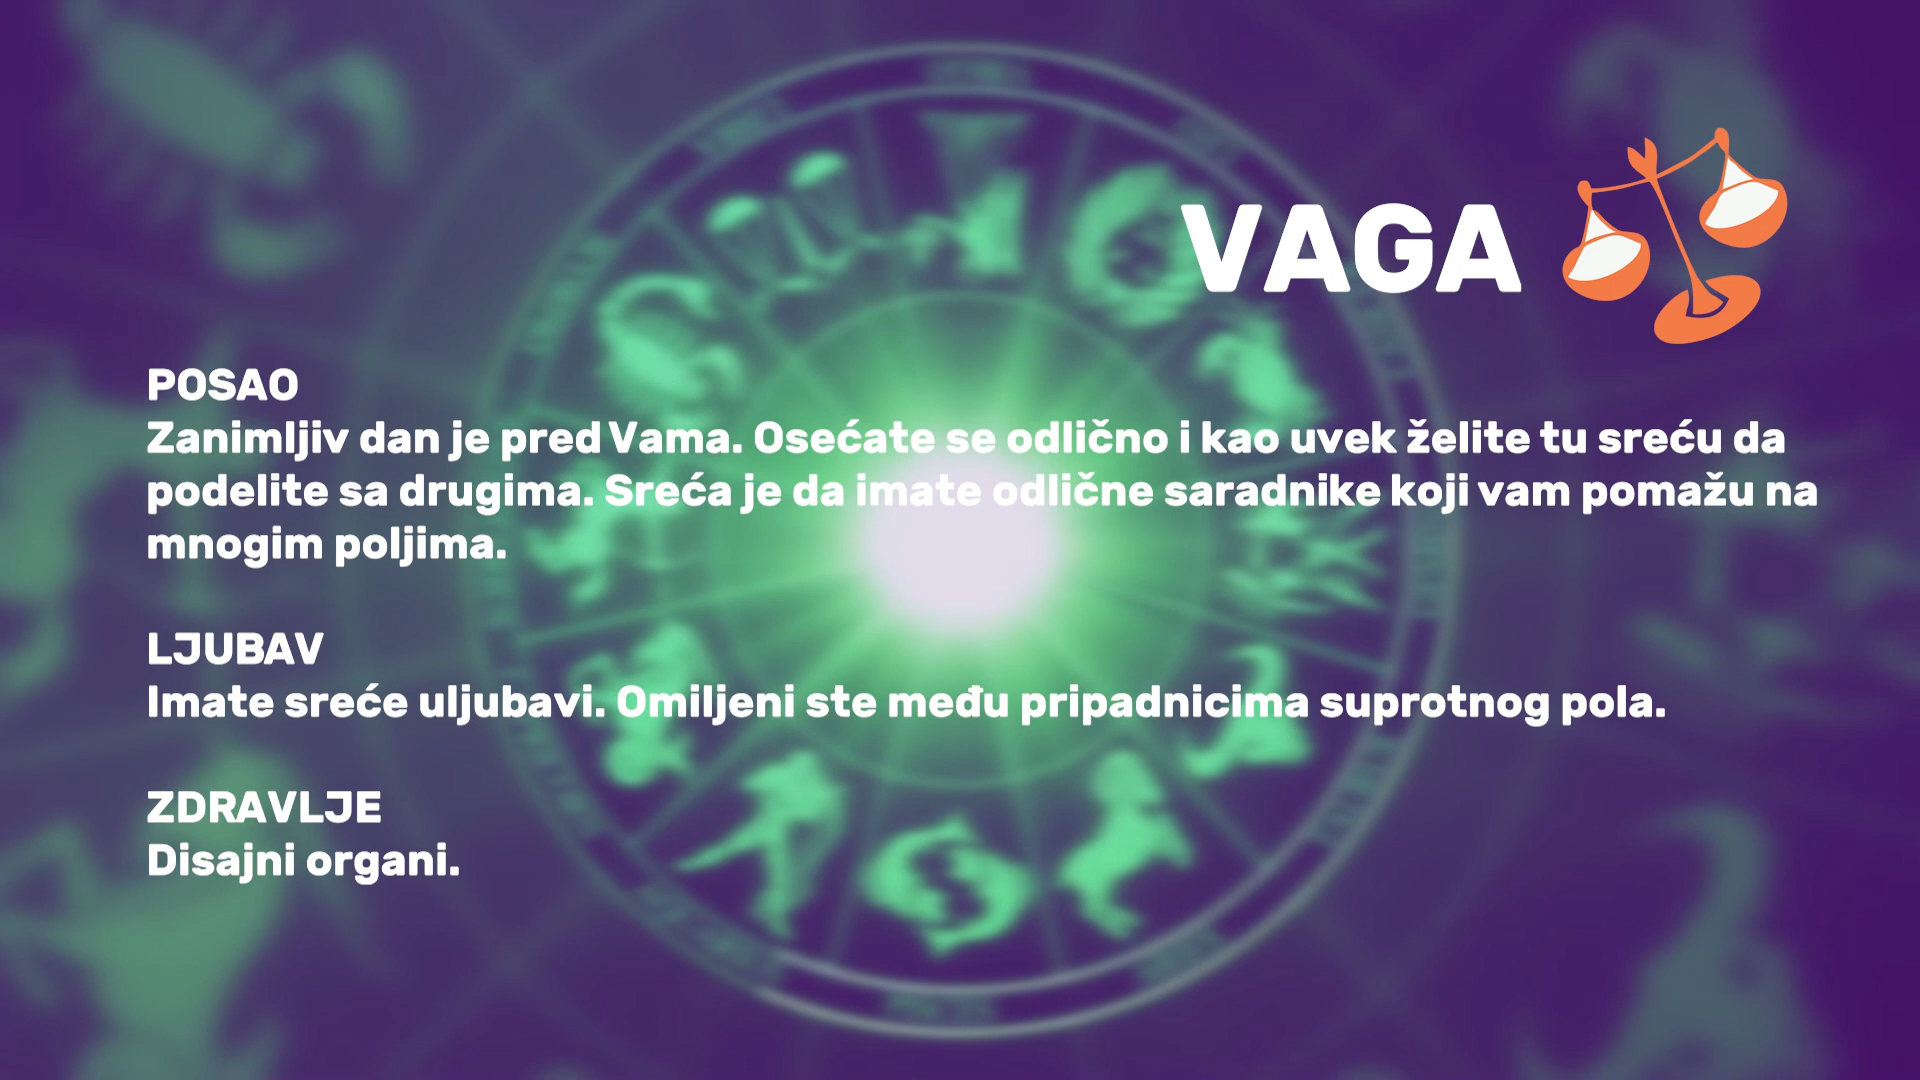 VAGA
POSAO
Zanimljiv dan je pred Vama. Osećate se odlično i kao uvek želite tu sreću da
podelite sa drugima. Sreća je da imate odlične saradnike koji vam pomažu na
mnogim poljima.
LJUBAV
Imate sreće uljubavi. Omiljeni ste među pripadnicima suprotnog pola.
ZDRAVLJE
Disajni organi.